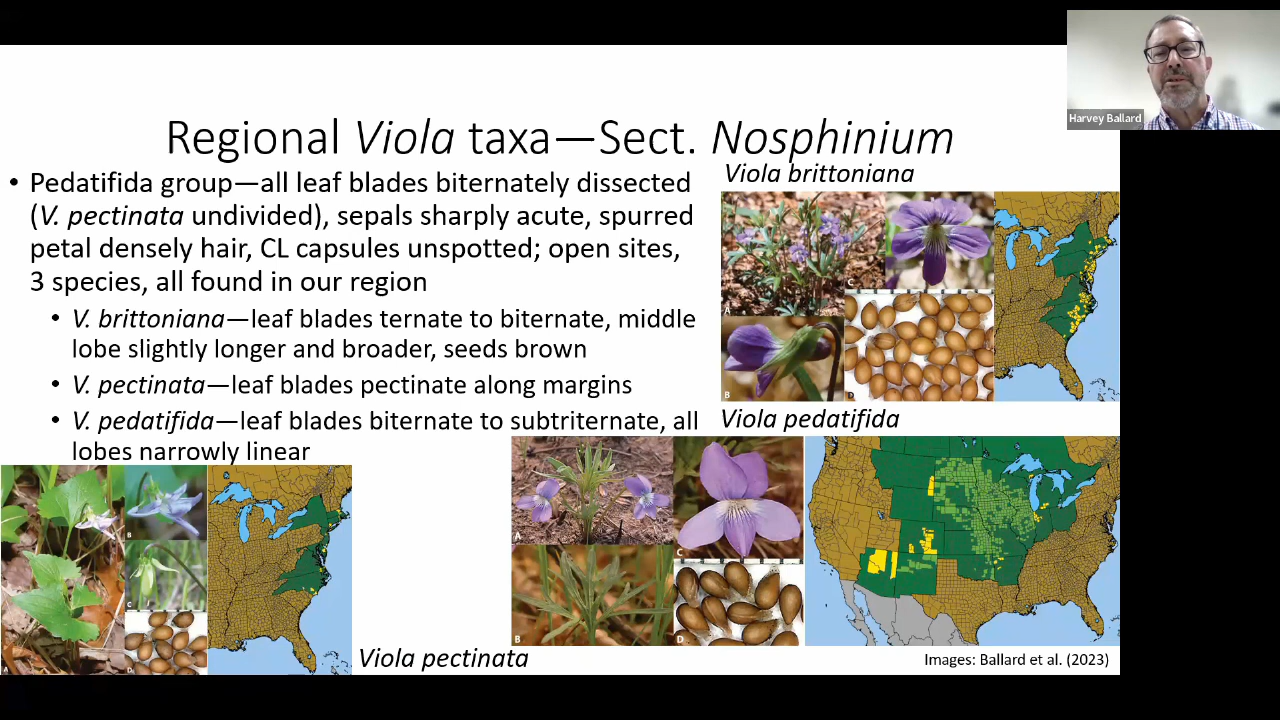 Harvey Ballard
Regional Viola taxa—Sect. Nosphinium
• Pedatifida group—all leaf blades biternately dissected
(V. pectinata undivided), sepals sharply acute, spurred
petal densely hair, CL capsules unspotted; open sites,
3 species, all found in our region
• V. brittoniana—leaf blades ternate to biternate, middle
lobe slightly longer and broader, seeds brown
• V. pectinata—leaf blades pectinate along margins
• V. pedatifida—leaf blades biternate to subtriternate, all
lobes narrowly linear
Viola brittoniana
A
C
B
D
Viola pedatifida
A
C
B
D
A
B
C
D
Viola pectinata
Images: Ballard et al. (2023)